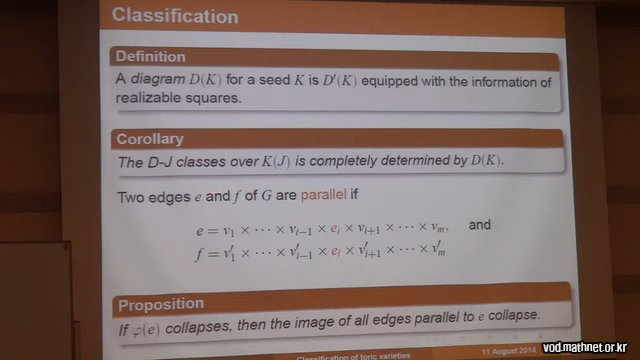 Classification
Definition
A diagram D(K) for a seed K is D′(K) equipped with the information of
realizable squares.
Corollary
The D-J classes over K(J) is completely determined by D(K).
Two edges e and f of G are parallel if
e = v₁ × ⋯ × vᵢ₋₁ × eᵢ × vᵢ₊₁ × ⋯ × vₘ, and
f = v′₁ × ⋯ × v′ᵢ₋₁ × eᵢ × v′ᵢ₊₁ × ⋯ × v′ₘ
Proposition
If φ(e) collapses, then the image of all edges parallel to e collapse.
Classification of toric varieties 11 August 2014
vod.mathnet.or.kr